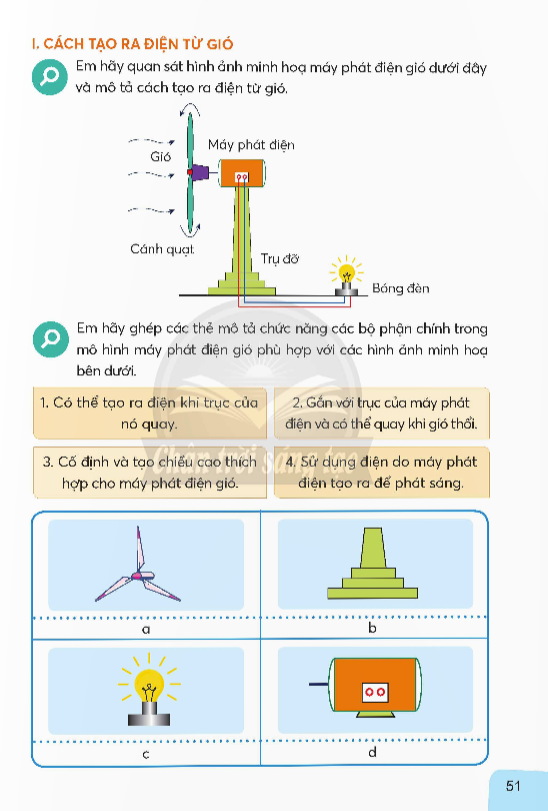 I. CÁCH TẠO RA ĐIỆN TỪ GIÓ
Em hãy quan sát hình ảnh minh hoạ máy phát điện gió dưới đây
và mô tả cách tạo ra điện từ gió.
Máy phát điện
Gió
Cánh quạt
Trụ đỡ
Bóng đèn
Em hãy ghép các thẻ mô tả chức năng các bộ phận chính trong
mô hình máy phát điện gió phù hợp với các hình ảnh minh hoạ
bên dưới.
1. Có thể tạo ra điện khi trục của
nó quay.
2. Gắn với trục của máy phát
điện và có thể quay khi gió thổi.
3. Cố định và tạo chiều cao thích
hợp cho máy phát điện gió.
4. Sử dụng điện do máy phát
điện tạo ra để phát sáng.
Chân trời sáng tạo
a
b
c
d
51